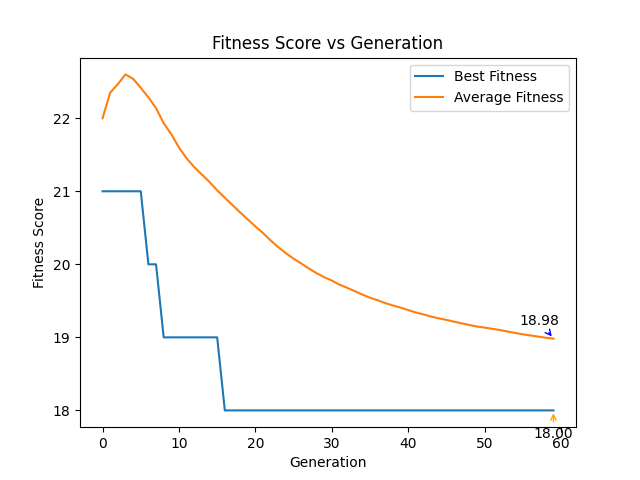 Fitness Score vs Generation
Best Fitness
Average Fitness
Fitness Score
22
21
20
19
18
18.98
18.00
0
10
20
30
40
50
60
Generation